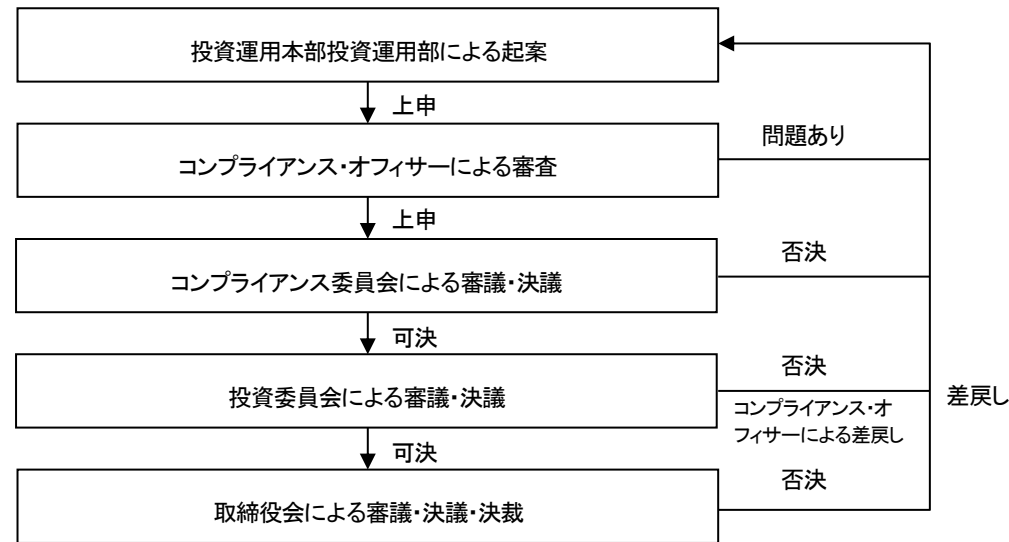 投資運用本部投資運用部による起案
上申
問題あり
コンプライアンス・オフィサーによる審査
上申
否決
コンプライアンス委員会による審議・決議
可決
否決
投資委員会による審議・決議
差戻し
コンプライアンス・オ
フィサーによる差戻し
可決
否決
取締役会による審議・決議・決裁